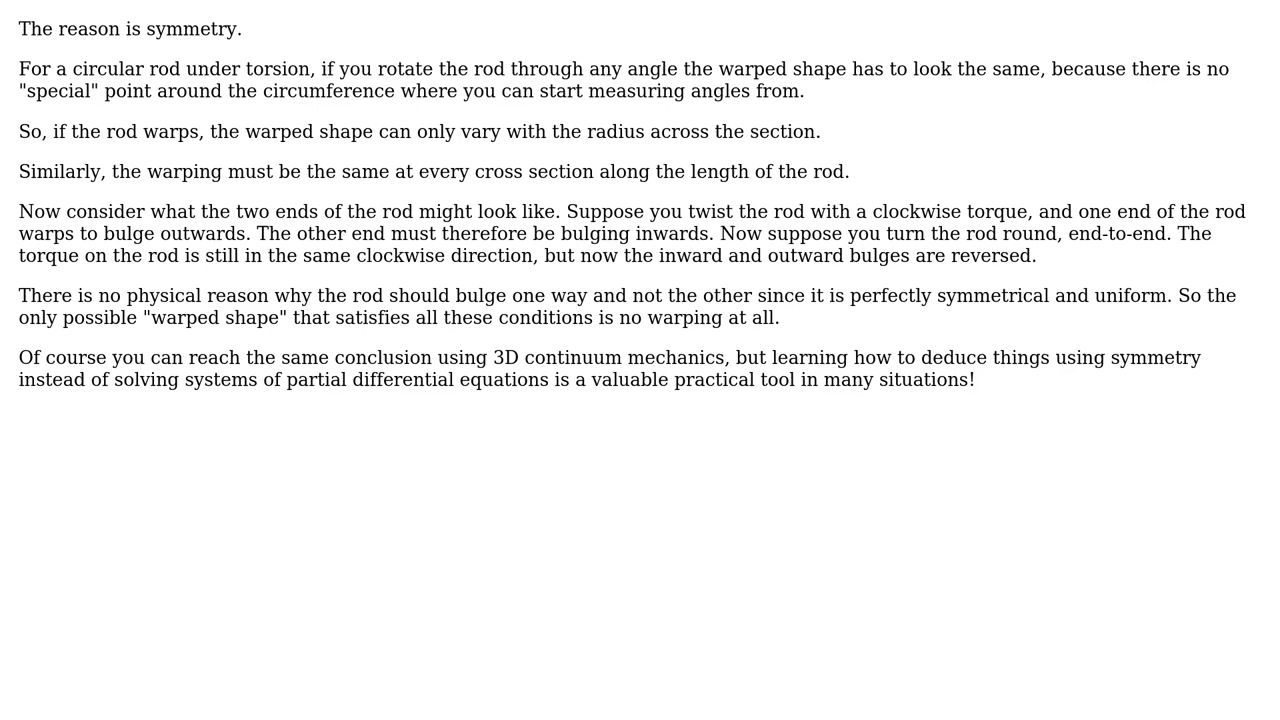 The reason is symmetry.
For a circular rod under torsion, if you rotate the rod through any angle the warped shape has to look the same, because there is no
"special" point around the circumference where you can start measuring angles from.
So, if the rod warps, the warped shape can only vary with the radius across the section.
Similarly, the warping must be the same at every cross section along the length of the rod.
Now consider what the two ends of the rod might look like. Suppose you twist the rod with a clockwise torque, and one end of the rod
warps to bulge outwards. The other end must therefore be bulging inwards. Now suppose you turn the rod round, end-to-end. The
torque on the rod is still in the same clockwise direction, but now the inward and outward bulges are reversed.
There is no physical reason why the rod should bulge one way and not the other since it is perfectly symmetrical and uniform. So the
only possible "warped shape" that satisfies all these conditions is no warping at all.
Of course you can reach the same conclusion using 3D continuum mechanics, but learning how to deduce things using symmetry
instead of solving systems of partial differential equations is a valuable practical tool in many situations!